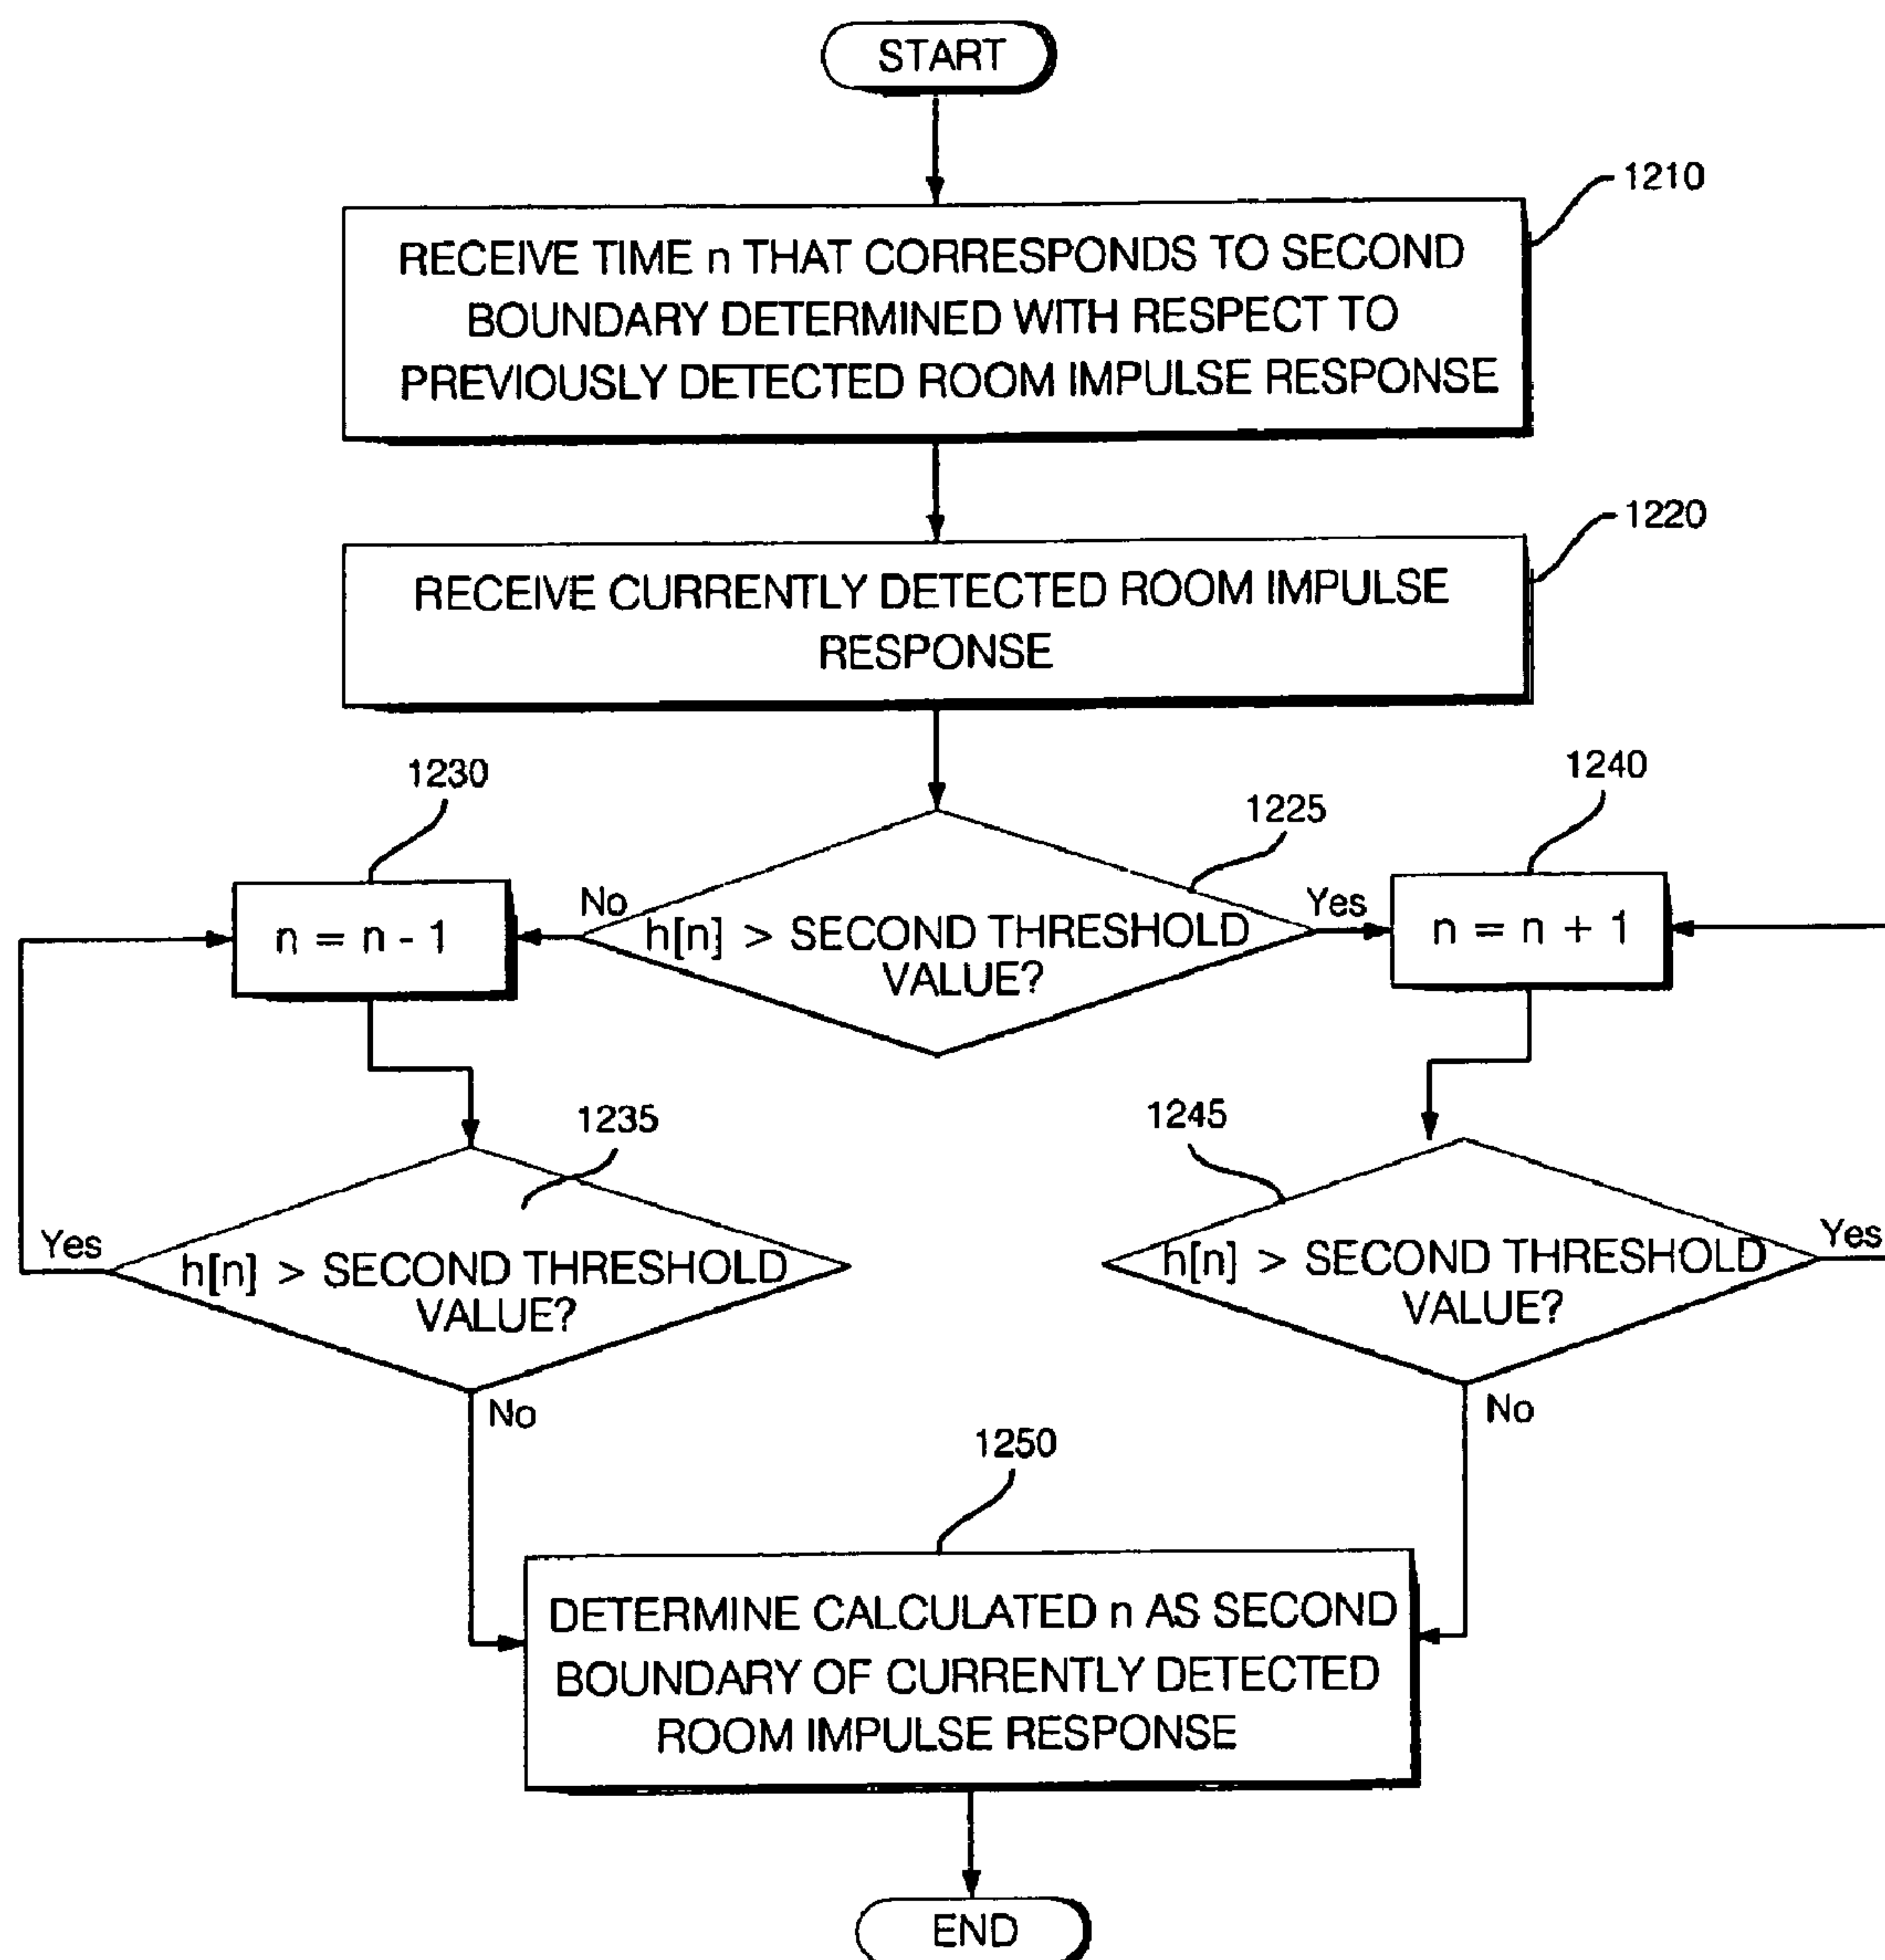 START
1210
RECEIVE TIME n THAT CORRESPONDS TO SECOND
BOUNDARY DETERMINED WITH RESPECT TO
PREVIOUSLY DETECTED ROOM IMPULSE RESPONSE
1220
RECEIVE CURRENTLY DETECTED ROOM IMPULSE
RESPONSE
1230
1240
1225
n = n - 1
No
h[n] > SECOND THRESHOLD
VALUE?
Yes
n = n + 1
1235
1245
Yes
h[n] > SECOND THRESHOLD
VALUE?
No
h[n] > SECOND THRESHOLD
VALUE?
Yes
No
1250
DETERMINE CALCULATED n AS SECOND
BOUNDARY OF CURRENTLY DETECTED
ROOM IMPULSE RESPONSE
END